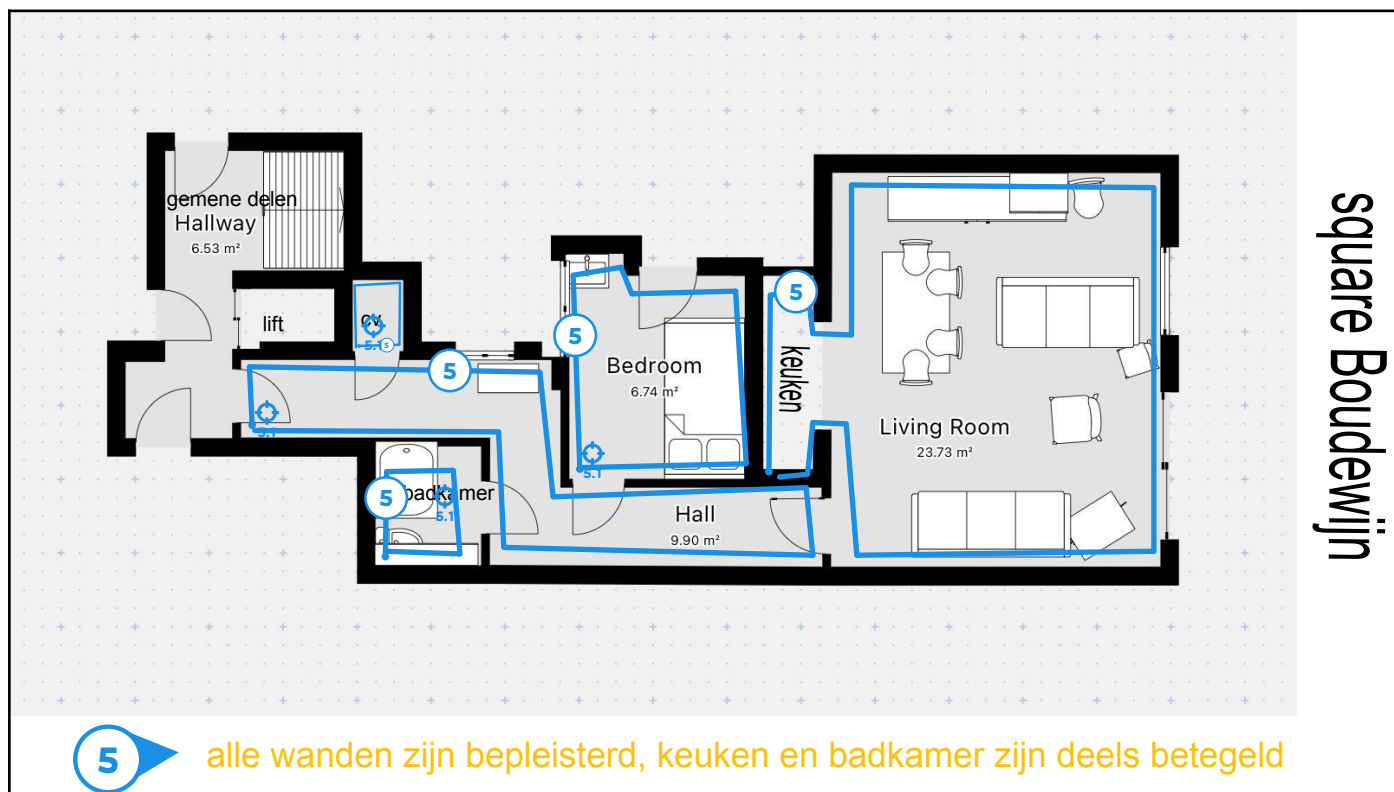 gemene delen
Hallway
6.53 m²
lift
cv
5.1
5
5
5.1
5
Bedroom
6.74 m²
5.1
5
keuken
Living Room
23.73 m²
5
badkamer
5.1
Hall
9.90 m²
square Boudewijn
5
alle wanden zijn bepleisterd, keuken en badkamer zijn deels betegeld